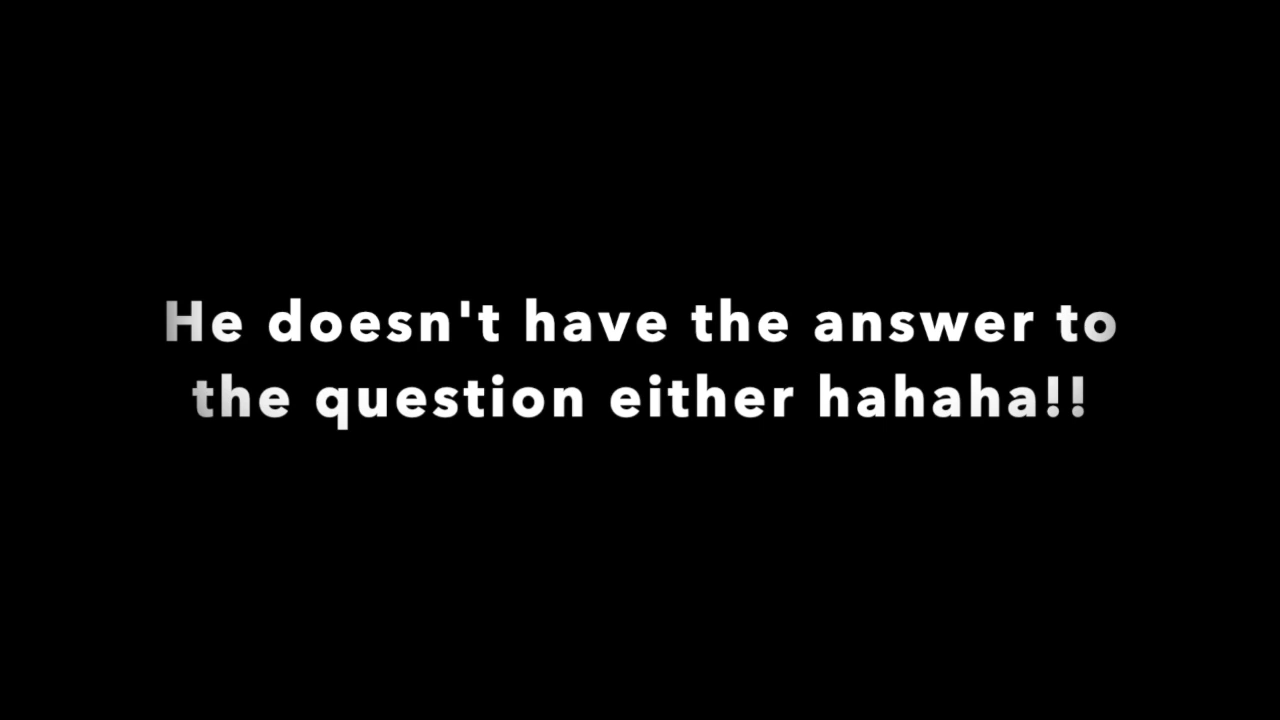 He doesn't have the answer to
the question either hahaha!!